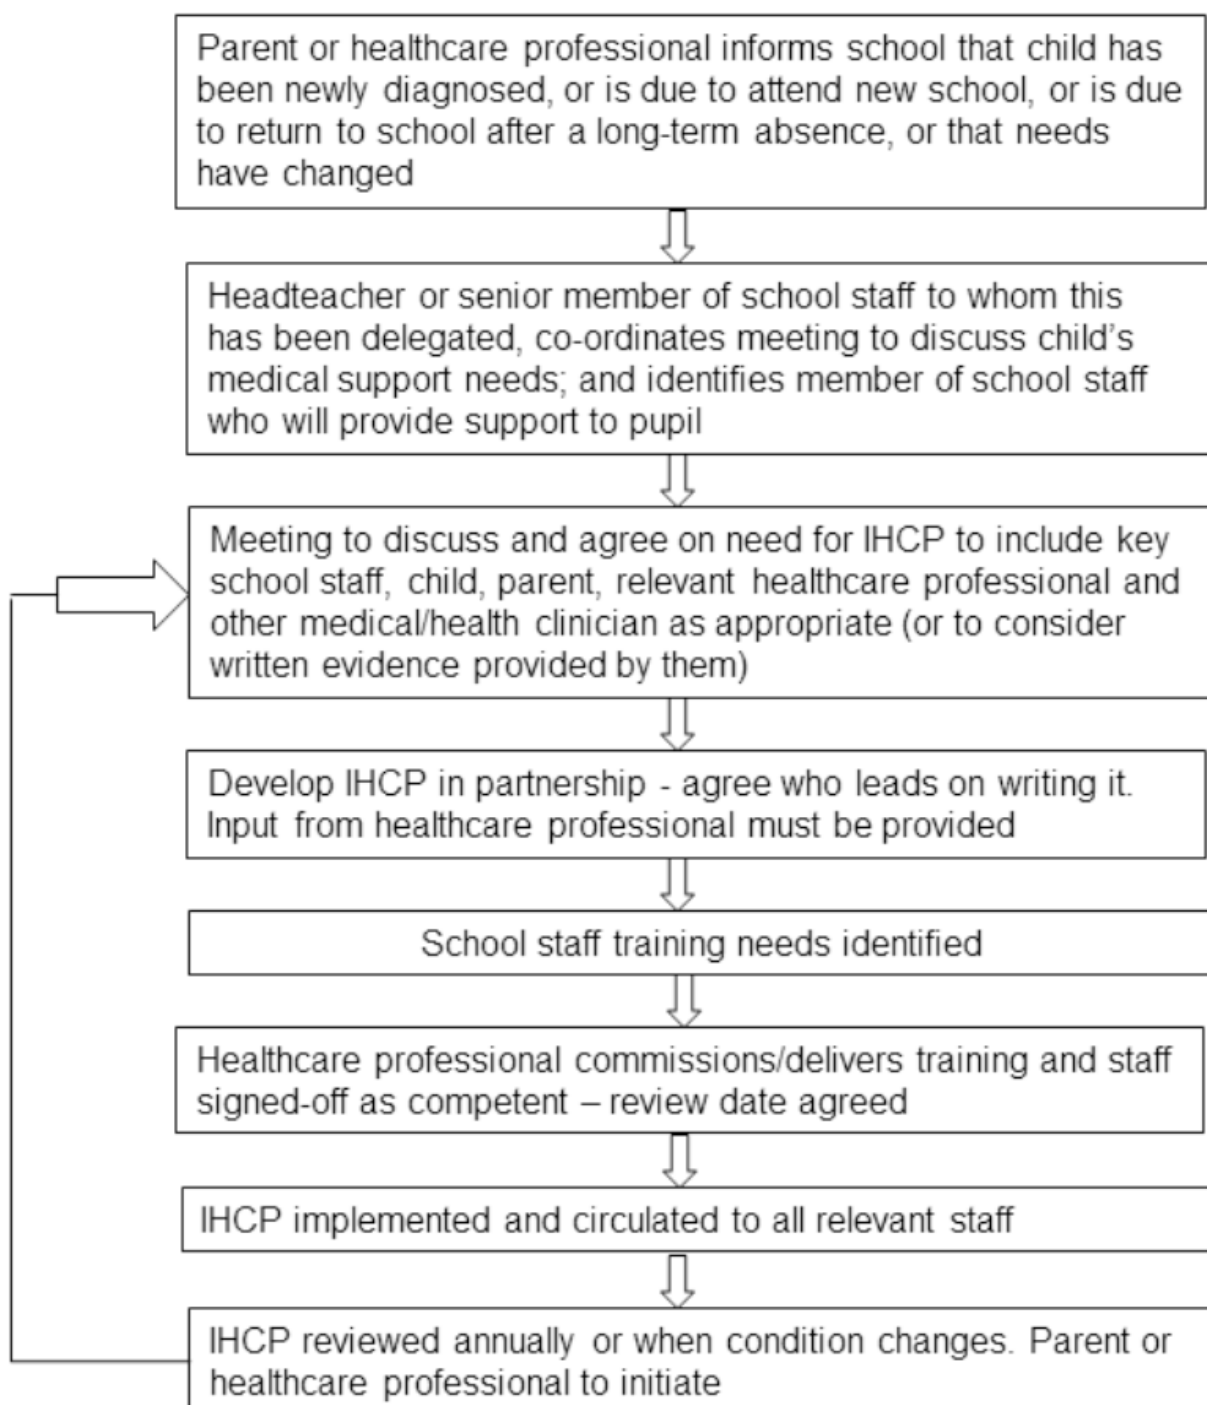 Parent or healthcare professional informs school that child has
been newly diagnosed, or is due to attend new school, or is due
to return to school after a long-term absence, or that needs
have changed
Headteacher or senior member of school staff to whom this
has been delegated, co-ordinates meeting to discuss child’s
medical support needs; and identifies member of school staff
who will provide support to pupil
Meeting to discuss and agree on need for IHCP to include key
school staff, child, parent, relevant healthcare professional and
other medical/health clinician as appropriate (or to consider
written evidence provided by them)
Develop IHCP in partnership - agree who leads on writing it.
Input from healthcare professional must be provided
School staff training needs identified
Healthcare professional commissions/delivers training and staff
signed-off as competent – review date agreed
IHCP implemented and circulated to all relevant staff
IHCP reviewed annually or when condition changes. Parent or
healthcare professional to initiate